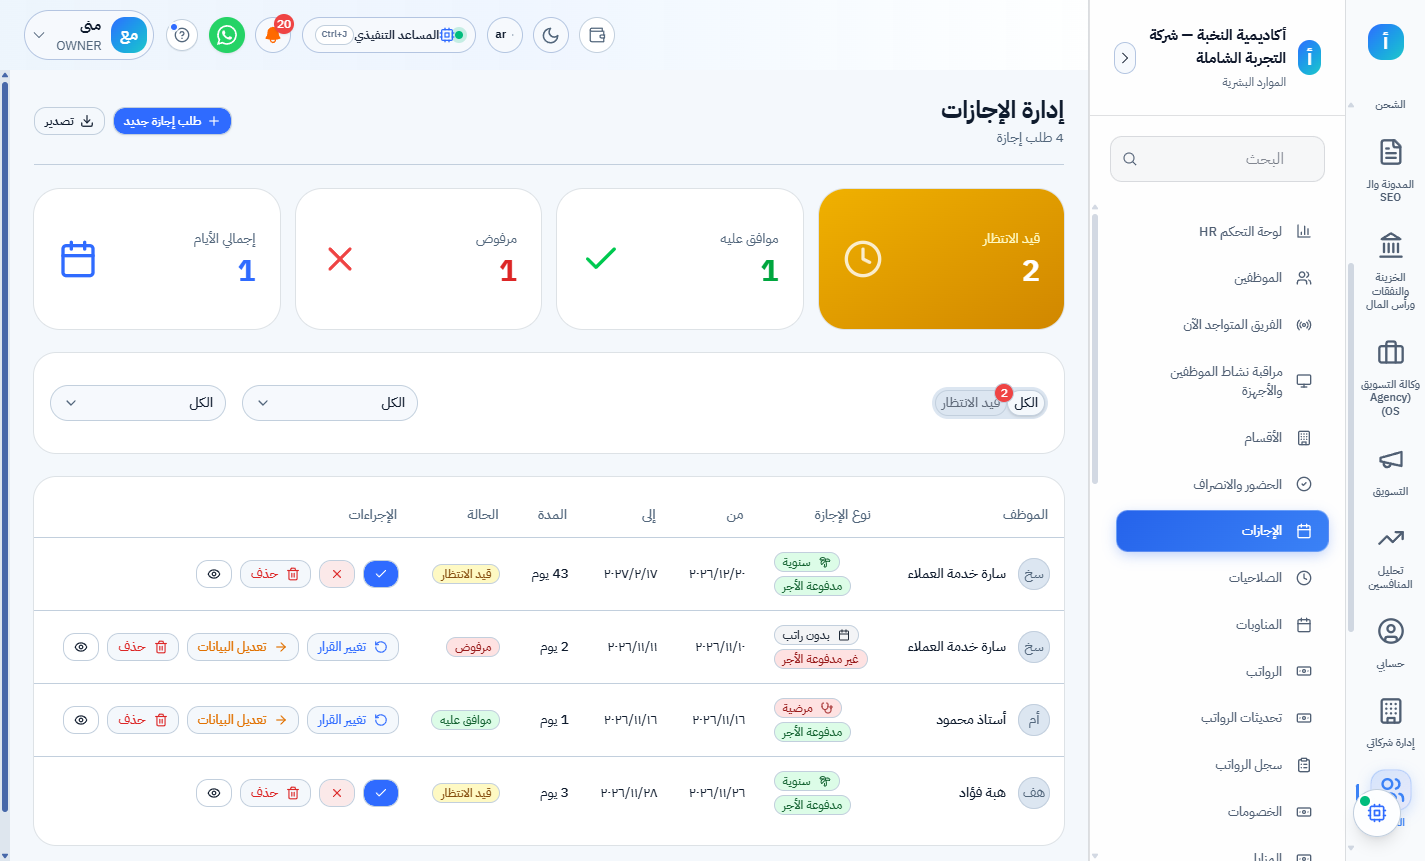 أ
الشحن
المدونة والـ
SEO
الخزينة
والنفقات
ورأس المال
وكالة التسويق
(Agency
OS)
التسويق
تحليل
المنافسين
حسابي
إدارة شركاتي
أ
أكاديمية النخبة — شركة
التجربة الشاملة
الموارد البشرية
البحث
لوحة التحكم HR
الموظفين
الفريق المتواجد الآن
مراقبة نشاط الموظفين
والأجهزة
الأقسام
الحضور والانصراف
الإجازات
الصلاحيات
المناوبات
الرواتب
تحديثات الرواتب
سجل الرواتب
الخصومات
المزايا
ar
المساعد التنفيذي Ctrl+J
20
مع
منى
OWNER
إدارة الإجازات
4 طلب إجازة
طلب إجازة جديد
تصدير
قيد الانتظار
2
موافق عليه
1
مرفوض
1
إجمالي الأيام
1
الكل
قيد الانتظار
2
الكل
الكل
الموظف نوع الإجازة من إلى المدة الحالة الإجراءات
سخ سارة خدمة العملاء سنوية مدفوعة الأجر ٢٠٢٦/١٢/٢٠ ٢٠٢٧/٢/١٧ 43 يوم قيد الانتظار حذف
سخ سارة خدمة العملاء بدون راتب غير مدفوعة الأجر ٢٠٢٦/١١/١٠ ٢٠٢٦/١١/١١ 2 يوم مرفوض تغيير القرار تعديل البيانات حذف
أم أستاذ محمود مرضية مدفوعة الأجر ٢٠٢٦/١١/١٦ ٢٠٢٦/١١/١٦ 1 يوم موافق عليه تغيير القرار تعديل البيانات حذف
هف هبة فؤاد سنوية مدفوعة الأجر ٢٠٢٦/١١/٢٦ ٢٠٢٦/١١/٢٨ 3 يوم قيد الانتظار حذف